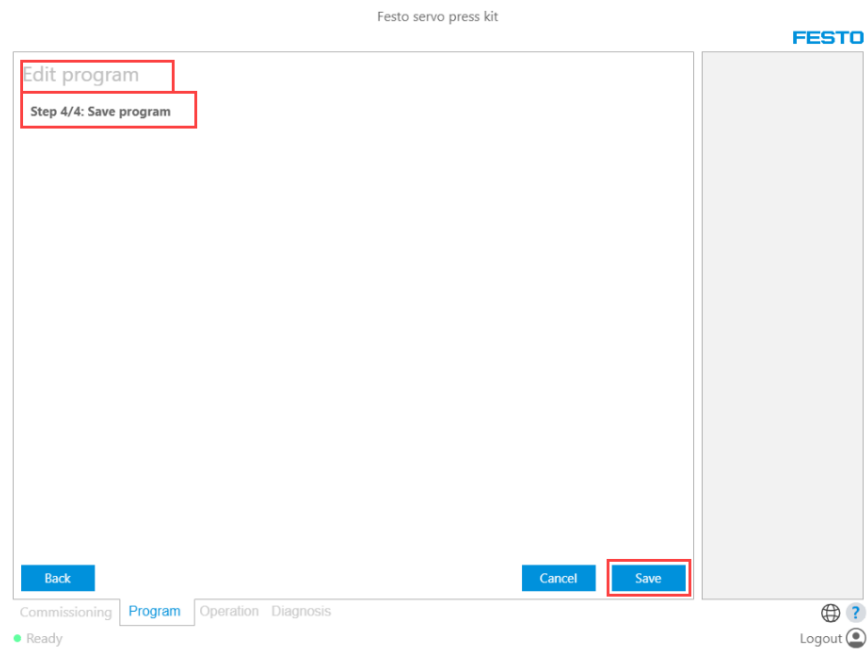 Festo servo press kit
FESTO
Edit program
Step 4/4: Save program
Back Cancel Save
Commissioning Program Operation Diagnosis ?
Ready Logout